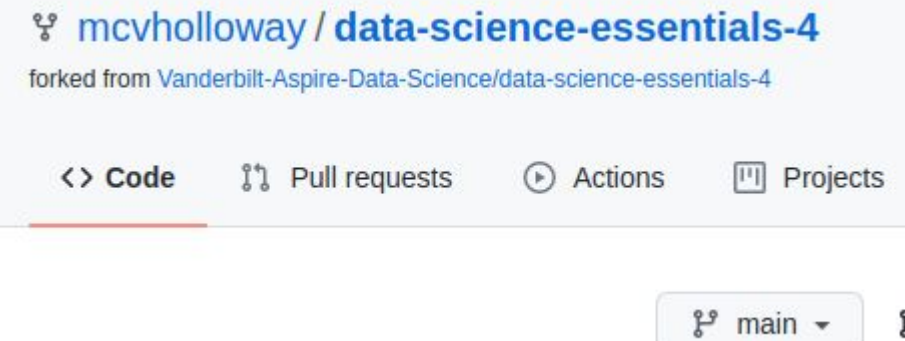 mcvholloway / data-science-essentials-4
forked from Vanderbilt-Aspire-Data-Science/data-science-essentials-4
<> Code Pull requests Actions Projects
main